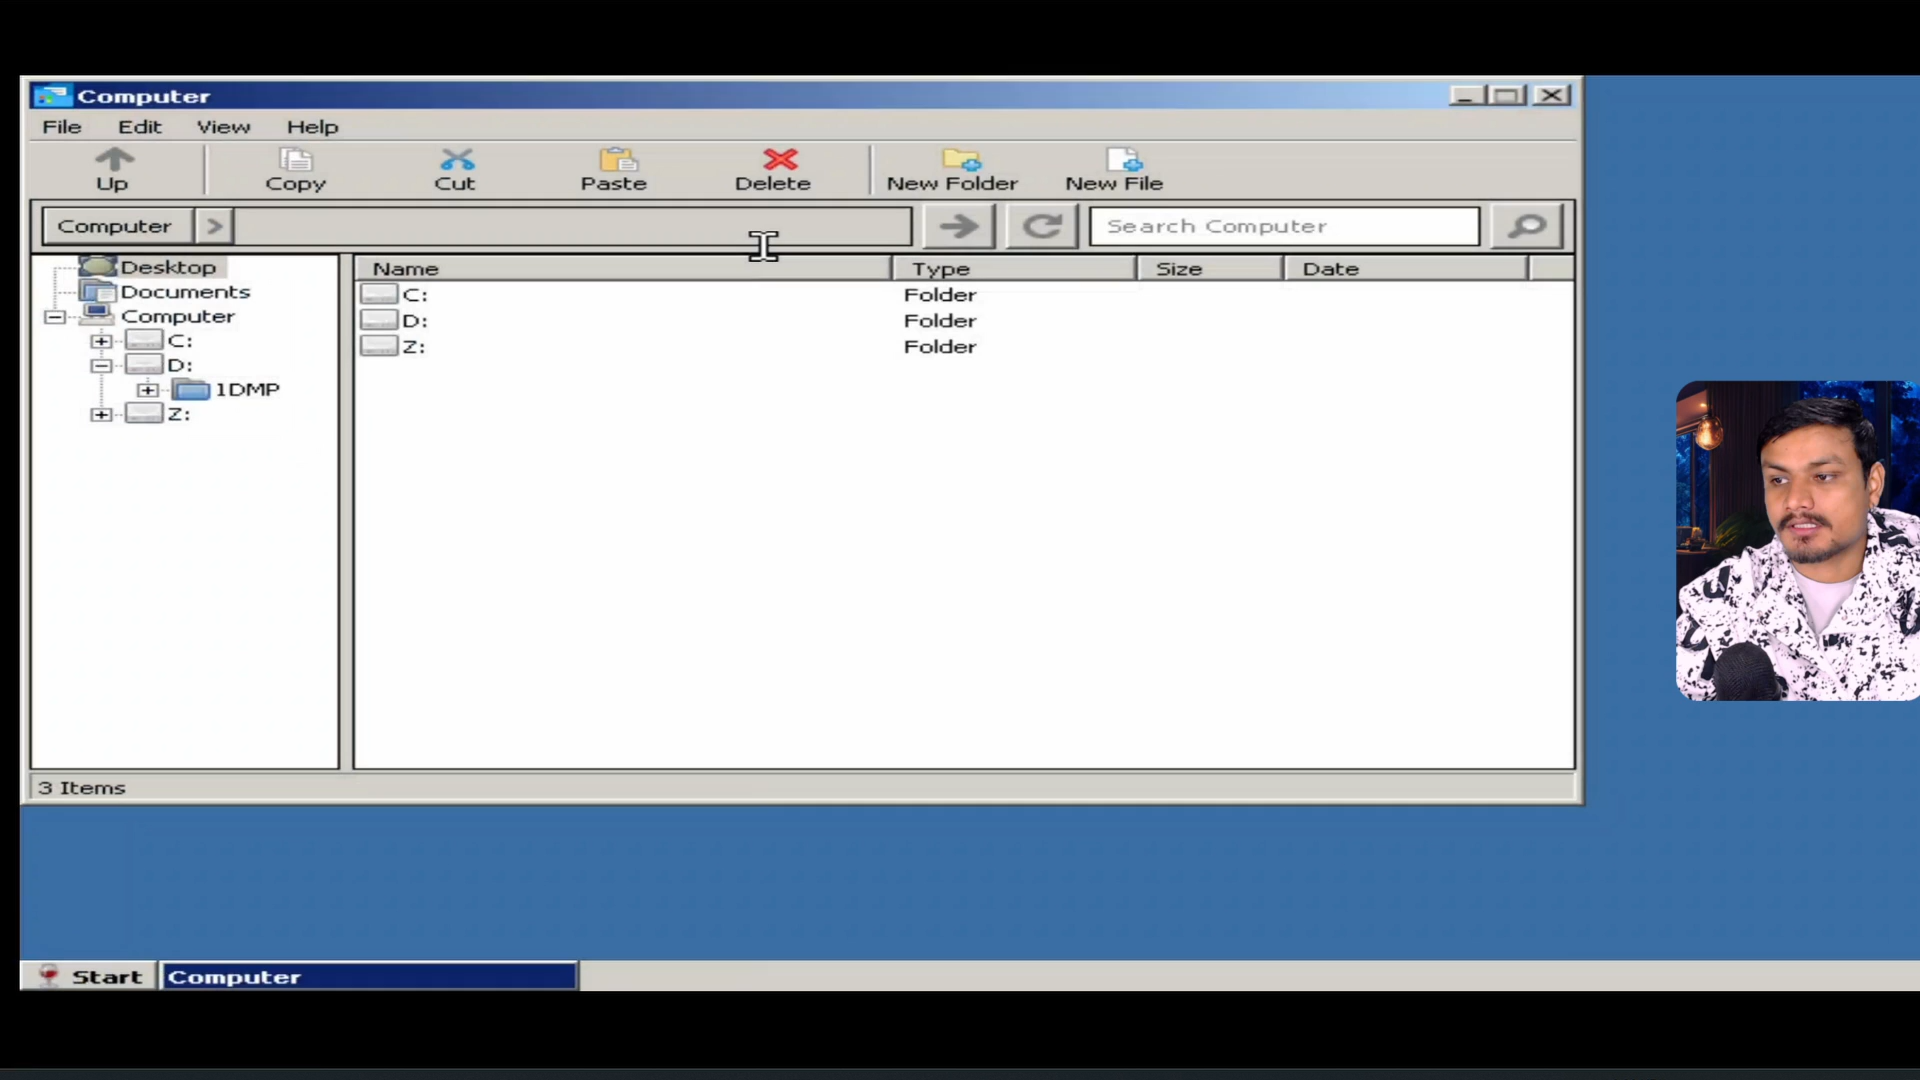 Computer
File Edit View Help
Up Copy Cut Paste Delete New Folder New File
Computer > Search Computer
Desktop
Documents
Computer
C:
D:
1DMP
Z:
Name Type Size Date
C: Folder
D: Folder
Z: Folder
3 Items
Start Computer